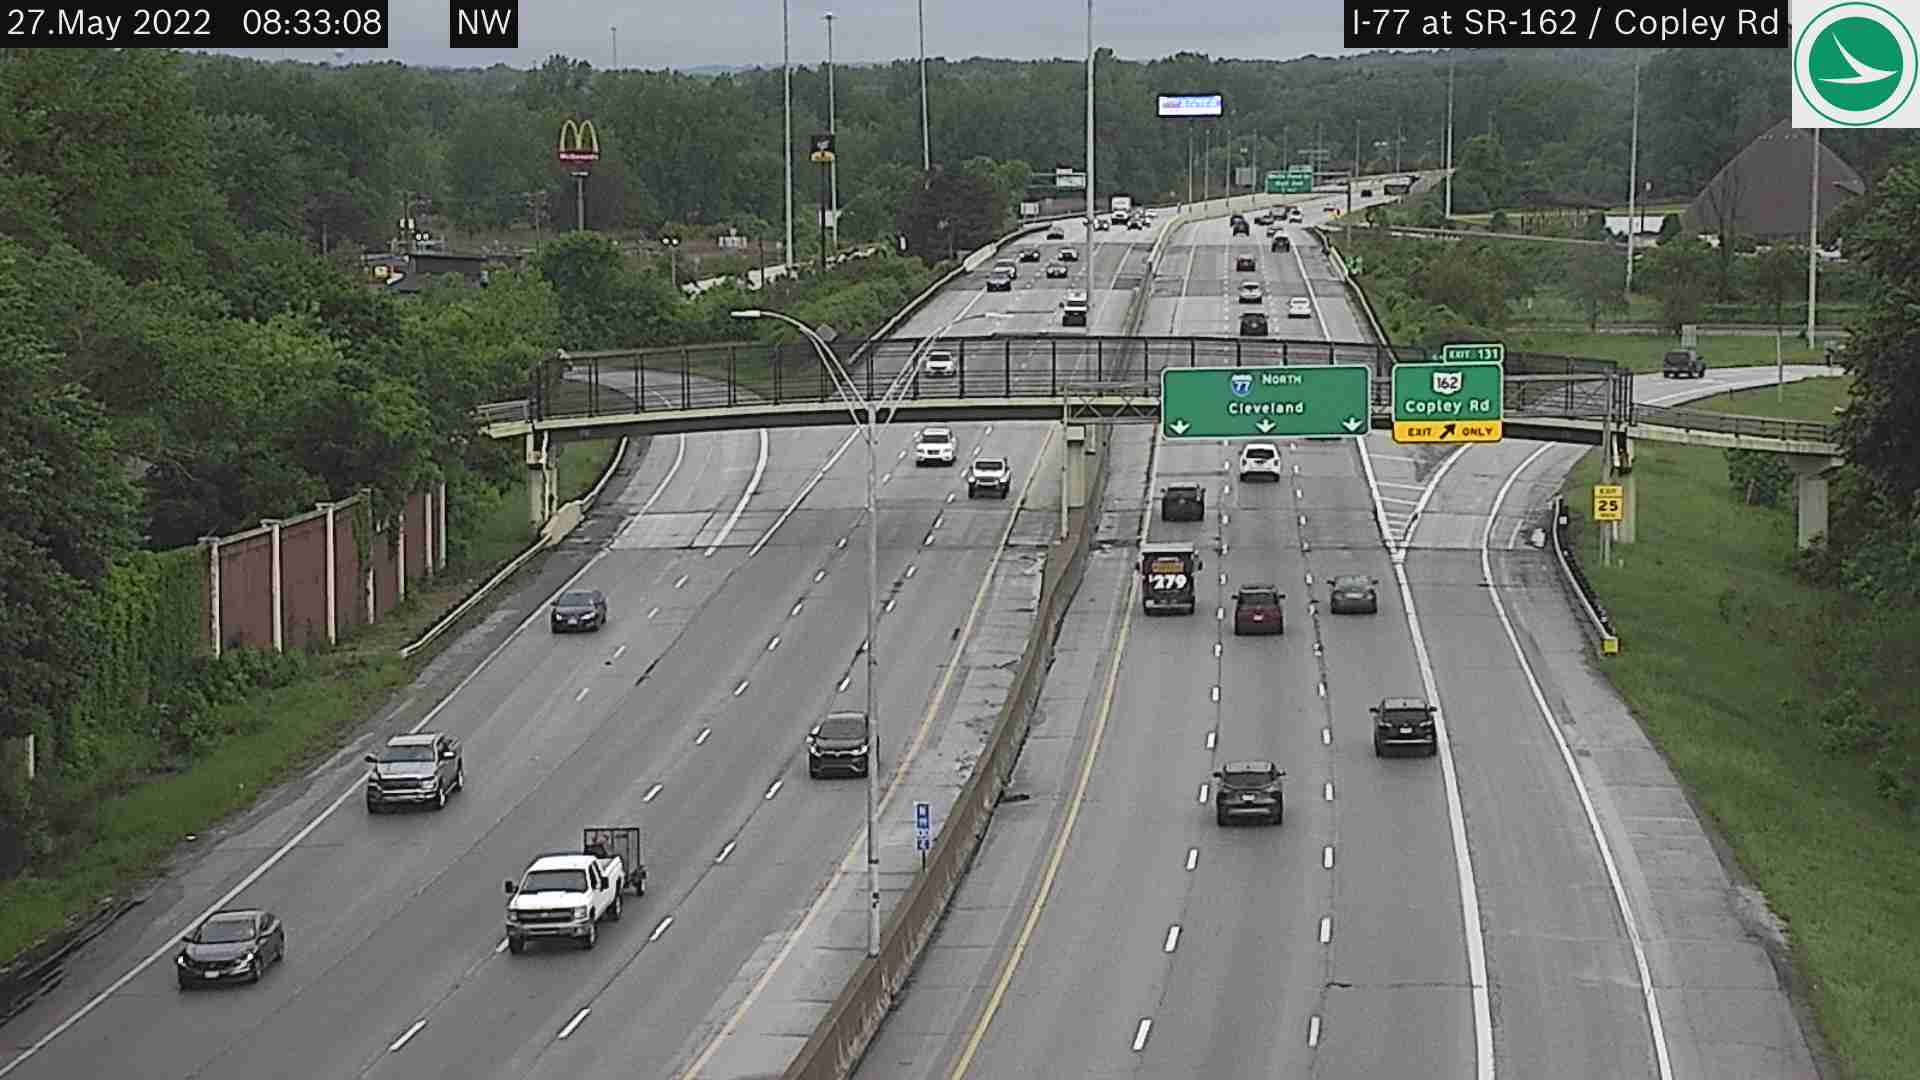 27.May 2022 08:33:08
NW
I-77 at SR-162 / Copley Rd
McDonald's
EXIT 131
77 NORTH
Cleveland
162
Copley Rd
EXIT ONLY
EXIT
25
279